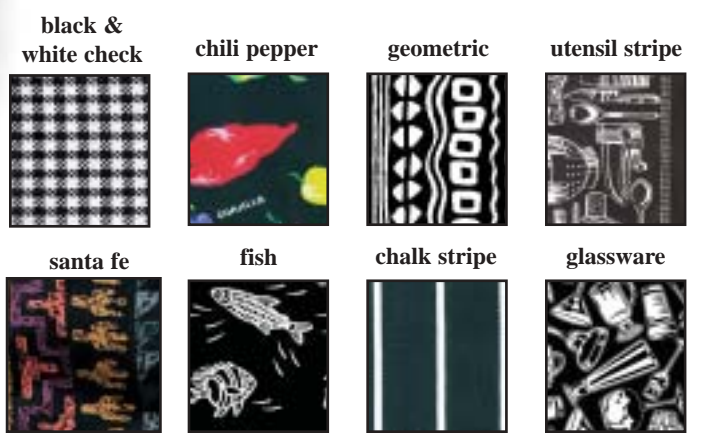 black &
white check
chili pepper
geometric
utensil stripe
santa fe
fish
chalk stripe
glassware